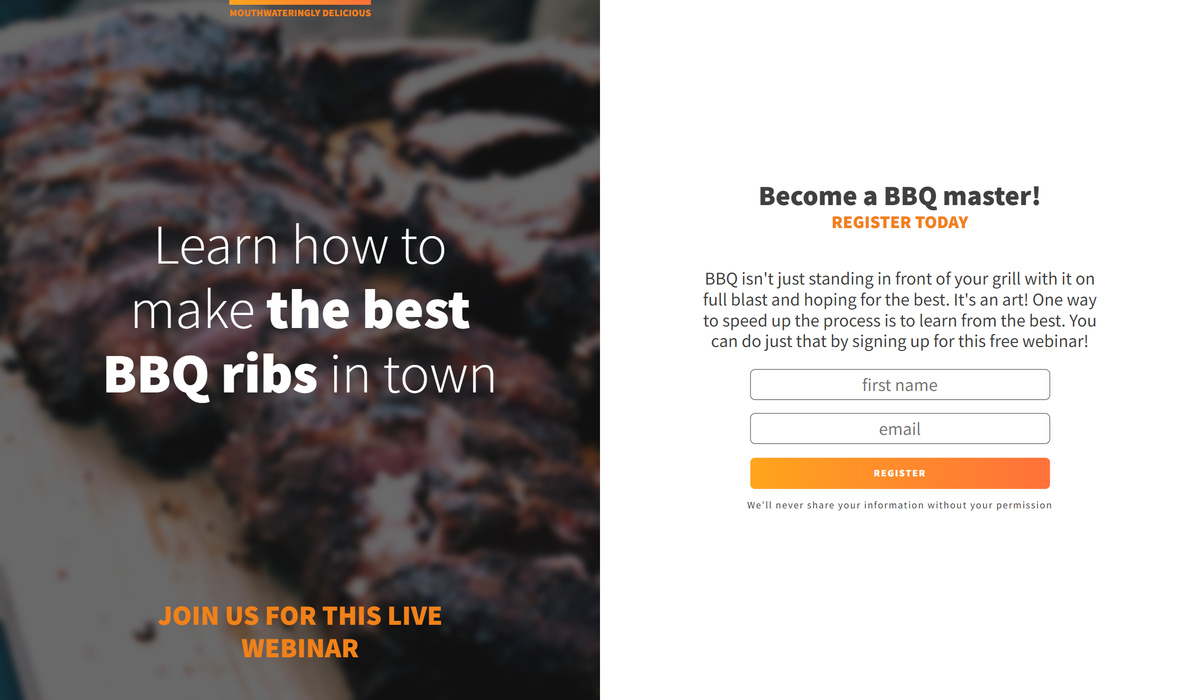 MOUTHWATERINGLY DELICIOUS
Learn how to
make the best
BBQ ribs in town
JOIN US FOR THIS LIVE
WEBINAR
Become a BBQ master!
REGISTER TODAY
BBQ isn't just standing in front of your grill with it on
full blast and hoping for the best. It's an art! One way
to speed up the process is to learn from the best. You
can do just that by signing up for this free webinar!
first name
email
REGISTER
We'll never share your information without your permission